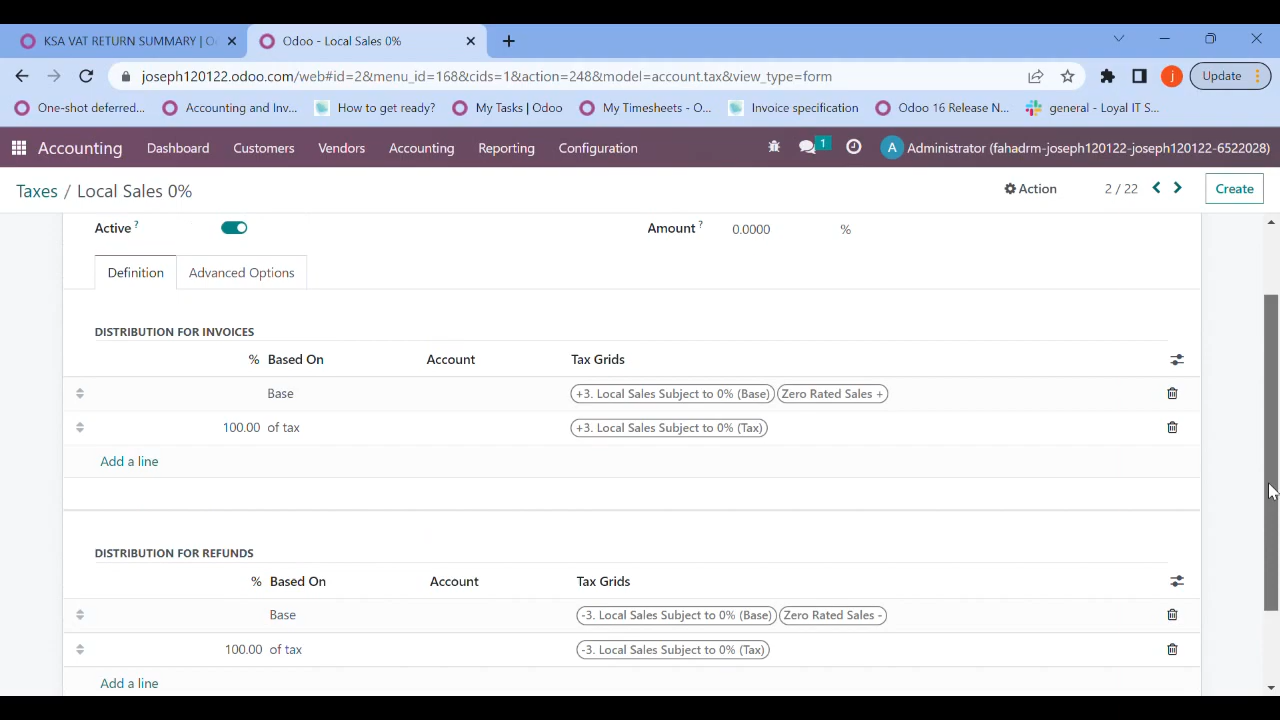 KSA VAT RETURN SUMMARY | O
Odoo - Local Sales 0%
joseph120122.odoo.com/web#id=2&menu_id=168&cids=1&action=248&model=account.tax&view_type=form
j
Update
One-shot deferred...
Accounting and Inv...
How to get ready?
My Tasks | Odoo
My Timesheets - O...
Invoice specification
Odoo 16 Release N...
general - Loyal IT S...
Accounting Dashboard Customers Vendors Accounting Reporting Configuration
1
A
Administrator (fahadrm-joseph120122-joseph120122-6522028)
Taxes / Local Sales 0%
Action
2 / 22
Create
Active ?
Amount ? 0.0000 %
Definition Advanced Options
DISTRIBUTION FOR INVOICES
% Based On Account Tax Grids
Base +3. Local Sales Subject to 0% (Base) Zero Rated Sales +
100.00 of tax +3. Local Sales Subject to 0% (Tax)
Add a line
DISTRIBUTION FOR REFUNDS
% Based On Account Tax Grids
Base -3. Local Sales Subject to 0% (Base) Zero Rated Sales -
100.00 of tax -3. Local Sales Subject to 0% (Tax)
Add a line